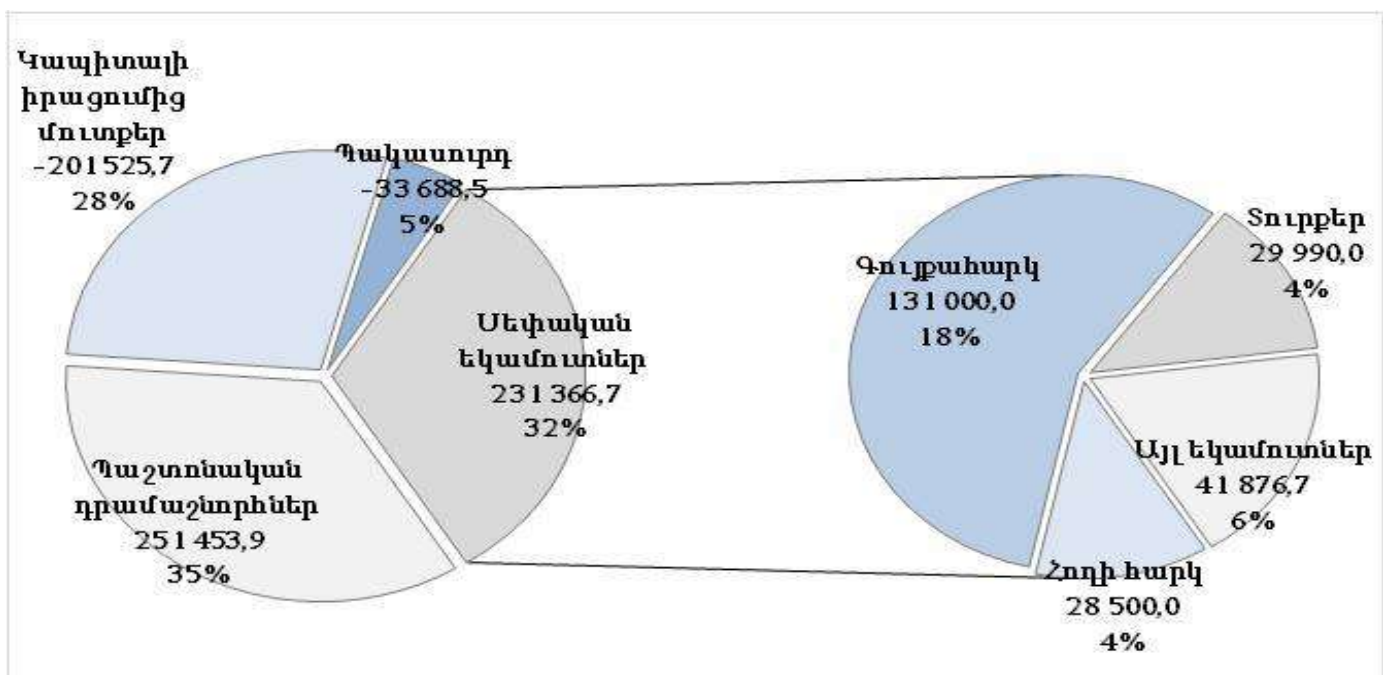 Կապիտալի
իրացումից
մուտքեր
-201525,7
28%
Պակասուրդ
-33 688,5
5%
Սեփական
եկամուտներ
231 366,7
32%
Պաշտոնական
դրամաշնորհներ
251 453,9
35%
Գույքահարկ
131 000,0
18%
Տուրքեր
29 990,0
4%
Այլ եկամուտներ
41 876,7
6%
Հողի հարկ
28 500,0
4%